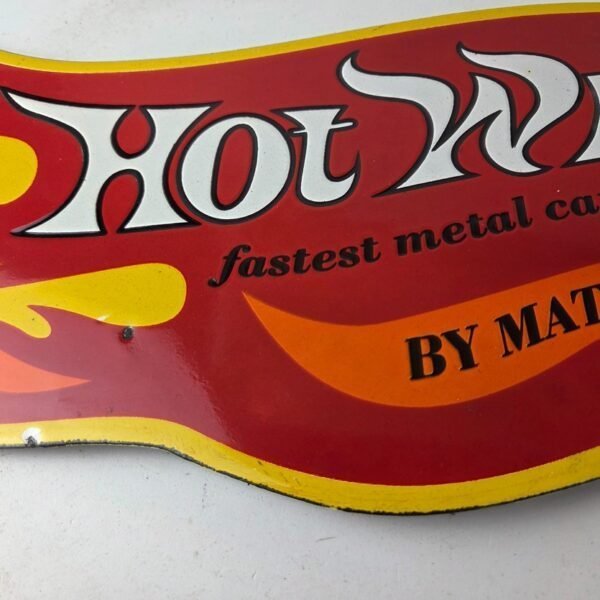 HOT W
fastest metal ca
BY MAT